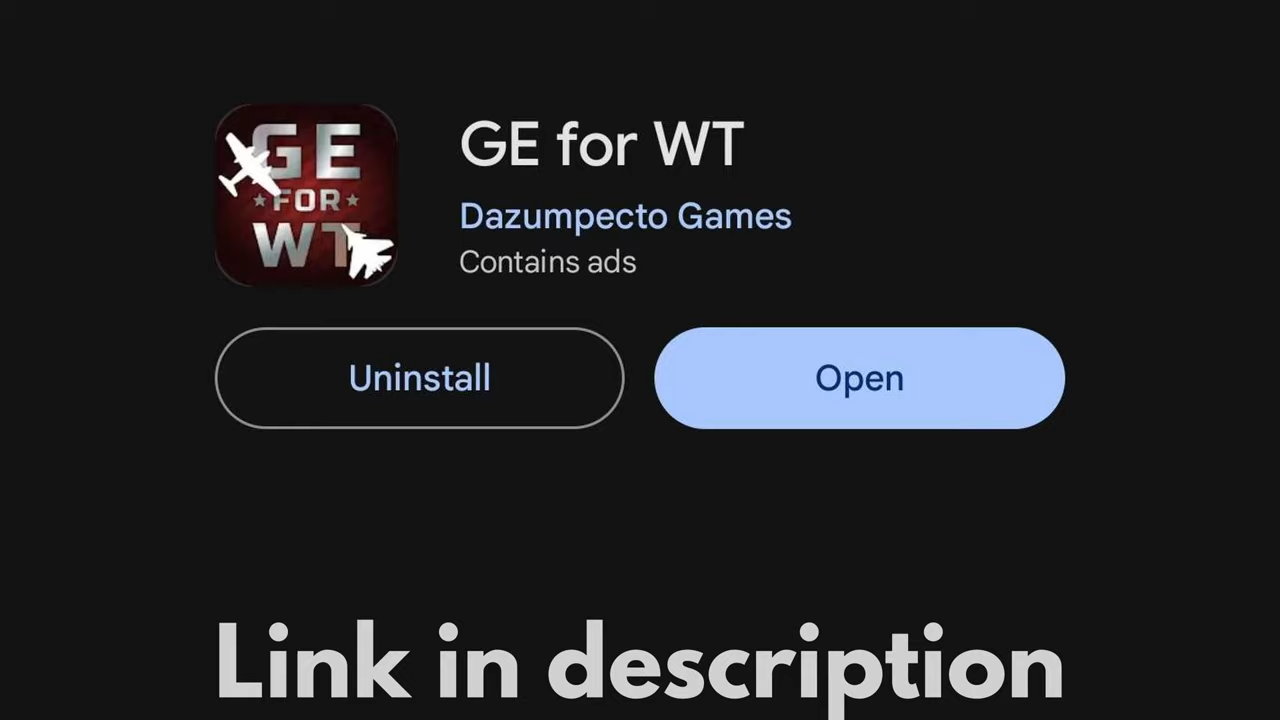 GE
FOR
WT
GE for WT
Dazumpecto Games
Contains ads
Uninstall
Open
Link in description